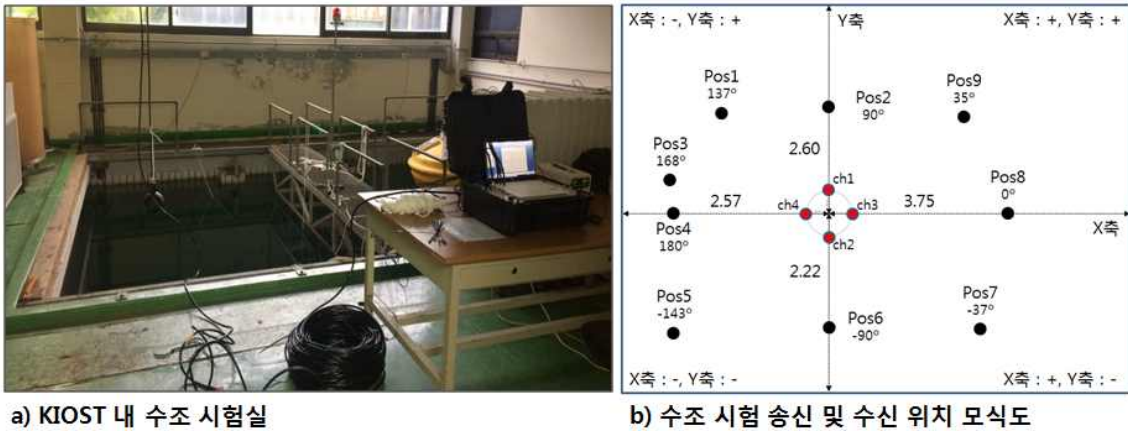 X축 : -, Y축 : +
Y축
X축 : +, Y축 : +
Pos1
137°
Pos2
90°
Pos9
35°
2.60
Pos3
168°
ch1
Pos8
0°
2.57
ch4
ch3
3.75
Pos4
180°
ch2
X축
2.22
Pos5
-143°
Pos6
-90°
Pos7
-37°
X축 : -, Y축 : -
X축 : +, Y축 : -
a) KIOST 내 수조 시험실
b) 수조 시험 송신 및 수신 위치 모식도